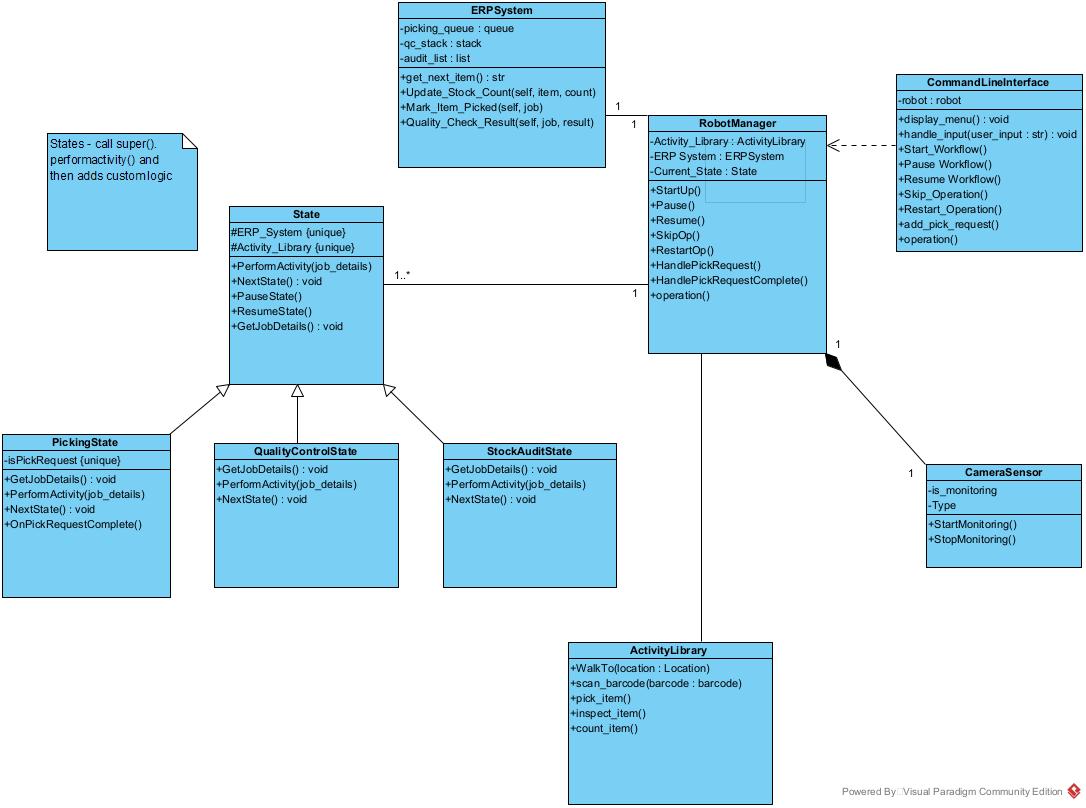 ERPSystem
-picking_queue : queue
-qc_stack : stack
-audit_list : list
+get_next_item() : str
+Update_Stock_Count(self, item, count)
+Mark_Item_Picked(self, job)
+Quality_Check_Result(self, job, result)
1
1
RobotManager
-Activity_Library : ActivityLibrary
-ERP System : ERPSystem
-Current_State : State
+StartUp()
+Pause()
+Resume()
+SkipOp()
+RestartOp()
+HandlePickRequest()
+HandlePickRequestComplete()
+operation()
CommandLineInterface
-robot : robot
+display_menu() : void
+handle_input(user_input : str) : void
+Start_Workflow()
+Pause Workflow()
+Resume Workflow()
+Skip_Operation()
+Restart_Operation()
+add_pick_request()
+operation()
States - call super().
performactivity() and
then adds custom logic
State
#ERP_System {unique}
#Activity_Library {unique}
+PerformActivity(job_details)
+NextState() : void
+PauseState()
+ResumeState()
+GetJobDetails() : void
1..*
1
1
PickingState
-isPickRequest {unique}
+GetJobDetails() : void
+PerformActivity(job_details)
+NextState() : void
+OnPickRequestComplete()
QualityControlState
+GetJobDetails() : void
+PerformActivity(job_details)
+NextState() : void
StockAuditState
+GetJobDetails() : void
+PerformActivity(job_details)
+NextState() : void
1
CameraSensor
-is_monitoring
-Type
+StartMonitoring()
+StopMonitoring()
ActivityLibrary
+WalkTo(location : Location)
+scan_barcode(barcode : barcode)
+pick_item()
+inspect_item()
+count_item()
Powered By Visual Paradigm Community Edition